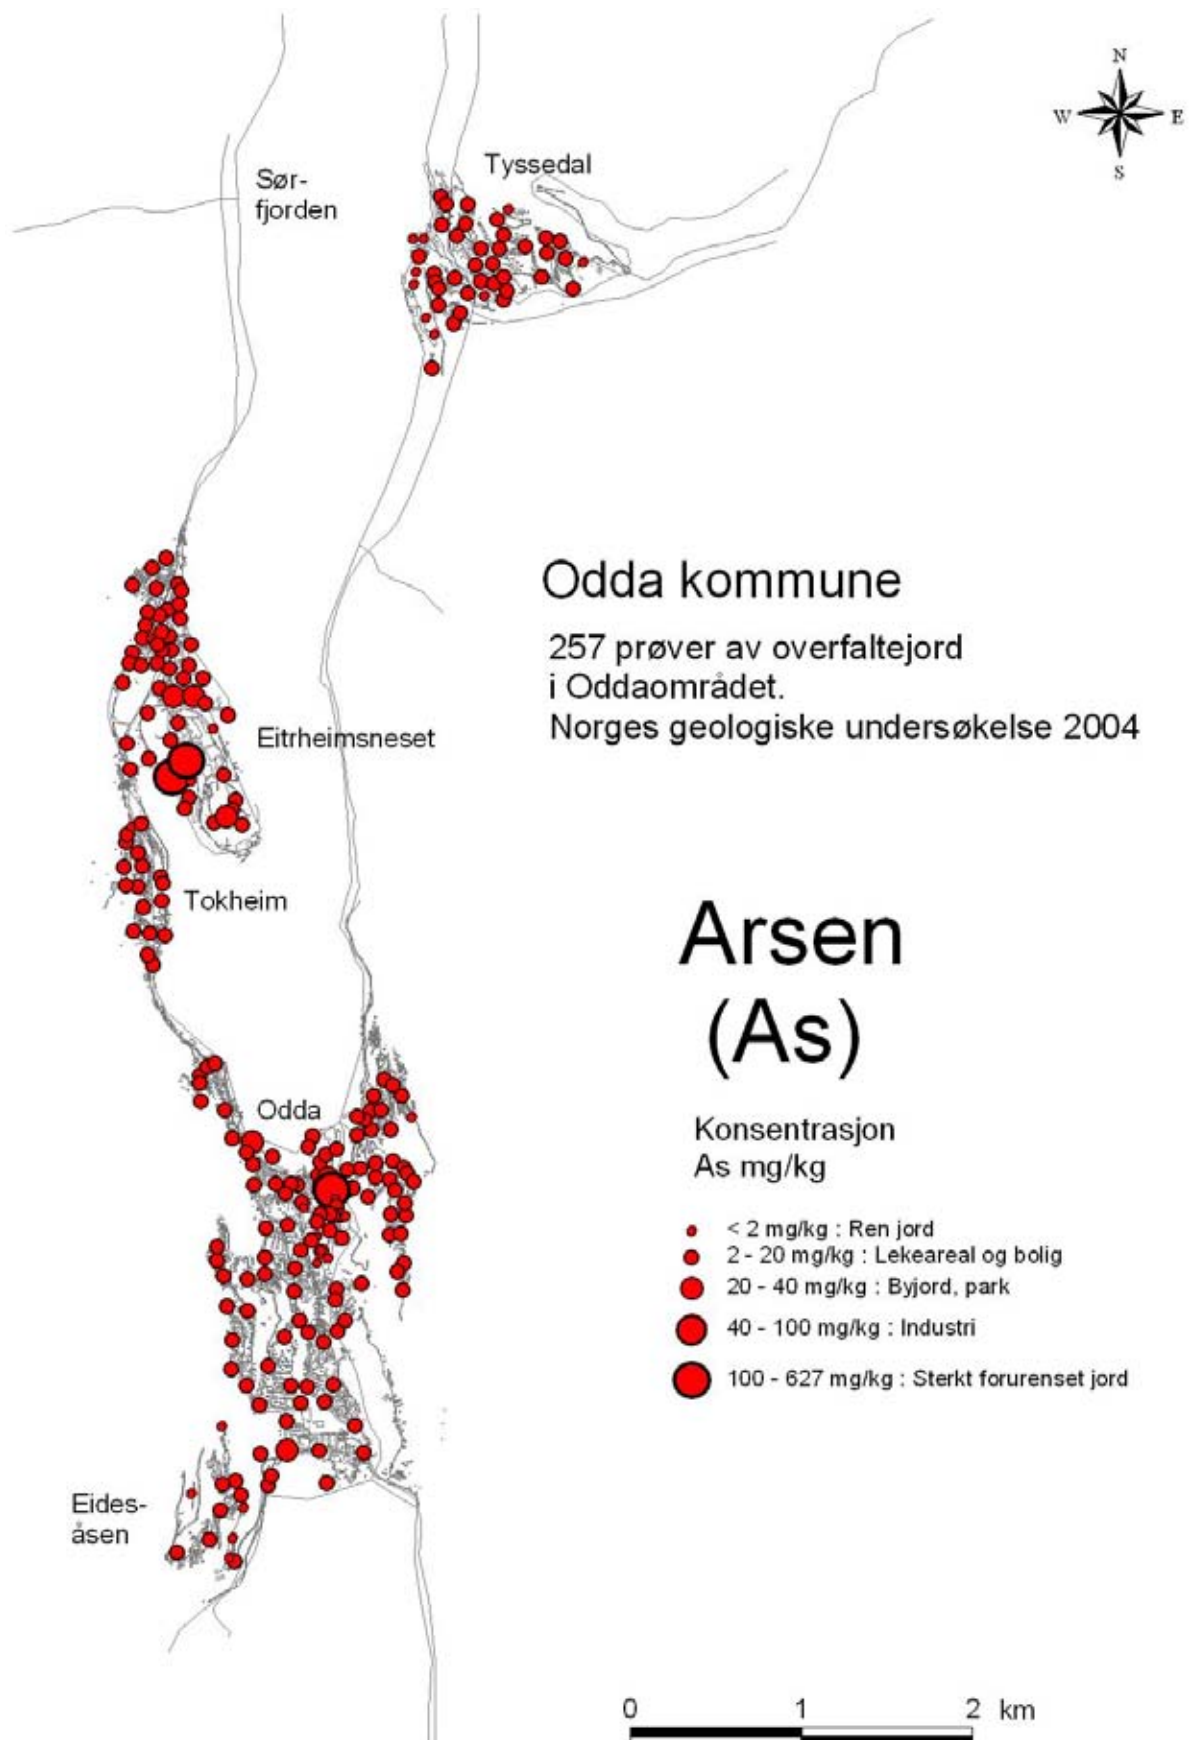 N
W
E
S
Tyssedal
Sør-
fjorden
Odda kommune
257 prøver av overfaltejord
i Oddaområdet.
Norges geologiske undersøkelse 2004
Eitrheimsneset
Tokheim
Arsen
(As)
Odda
Konsentrasjon
As mg/kg
< 2 mg/kg : Ren jord
2 - 20 mg/kg : Lekeareal og bolig
20 - 40 mg/kg : Byjord, park
40 - 100 mg/kg : Industri
100 - 627 mg/kg : Sterkt forurenset jord
Eides-
åsen
0 1 2 km